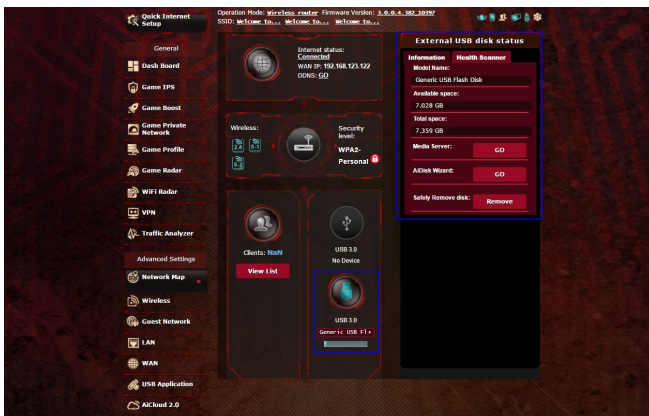 Operation Mode: Wireless router Firmware Version: 3.0.0.4.382_10397
SSID: Welcome to... Welcome to... Welcome to...
Quick Internet
Setup
General
Dash Board
Game IPS
Game Boost
Game Private
Network
Game Profile
Game Radar
WiFi Radar
VPN
Traffic Analyzer
Advanced Settings
Network Map
Wireless
Guest Network
LAN
WAN
USB Application
AiCloud 2.0
Internet status:
Connected
WAN IP: 192.168.123.122
DDNS: GO
Wireless:
2.4 5-1
5-2
Security
level:
WPA2-
Personal
Clients: NaN
View List
USB 3.0
No Device
USB 3.0
Generic USB Fl
External USB disk status
Information Health Scanner
Model Name:
Generic USB Flash Disk
Available space:
7.028 GB
Total space:
7.359 GB
Media Server: GO
AiDisk Wizard: GO
Safely Remove disk: Remove